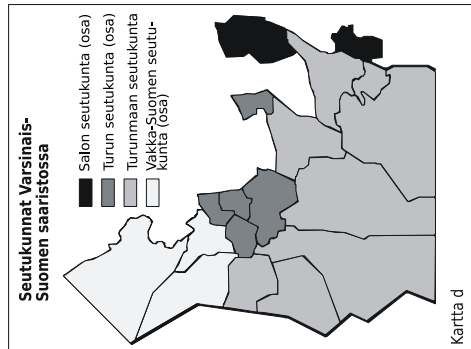 Seutukunnat Varsinais-
Suomen saaristossa
Salon seutukunta (osa)
Turun seutukunta (osa)
Turunmaan seutukunta
Vakka-Suomen seutu-
kunta (osa)
Kartta d